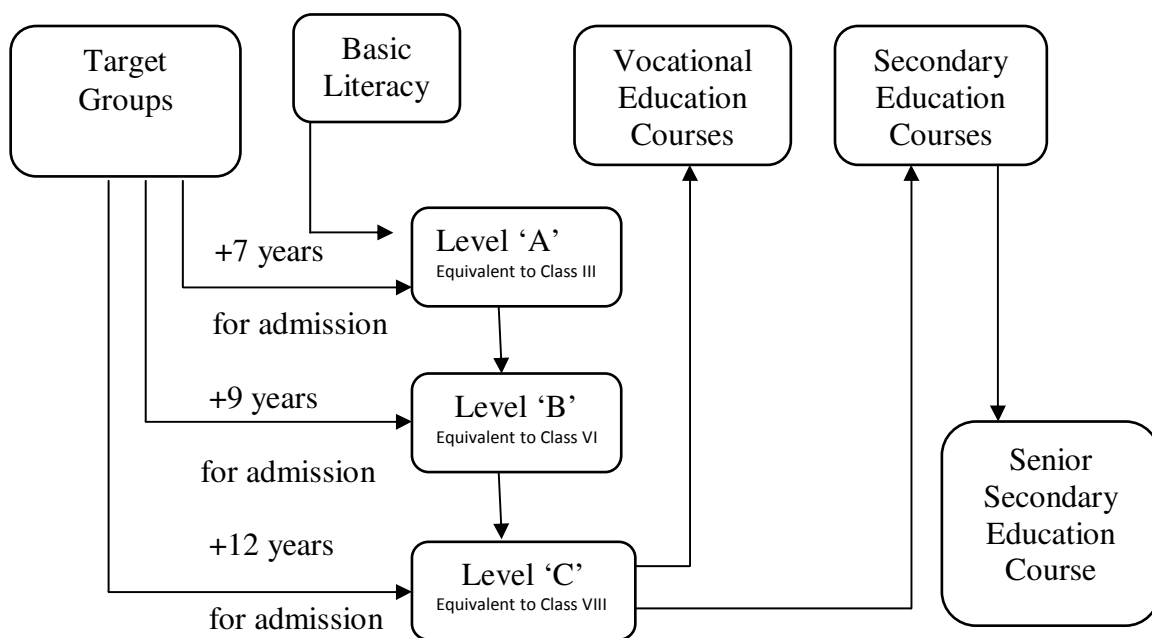 Target
Groups
Basic
Literacy
Vocational
Education
Courses
Secondary
Education
Courses
+7 years
for admission
Level ‘A’
Equivalent to Class III
+9 years
for admission
Level ‘B’
Equivalent to Class VI
+12 years
for admission
Level ‘C’
Equivalent to Class VIII
Senior
Secondary
Education
Course